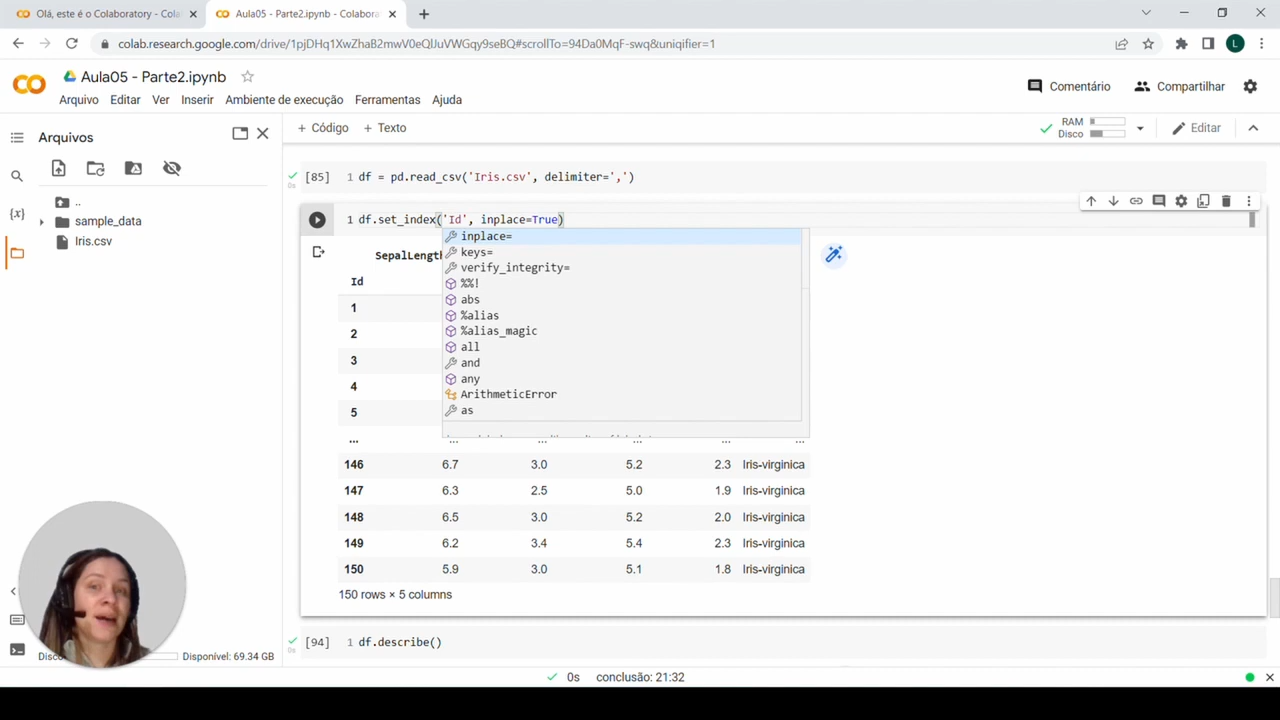 Olá, este é o Colaboratory - Cola
Aula05 - Parte2.ipynb - Colabora
colab.research.google.com/drive/1pjDHq1XwZhaB2mwV0eQIJuVWGqy9seBQ#scrollTo=94Da0MqF-swq&uniqifier=1
L
CO
Aula05 - Parte2.ipynb
Comentário
Compartilhar
Arquivo Editar Ver Inserir Ambiente de execução Ferramentas Ajuda
Arquivos
+ Código + Texto
RAM
Disco
Editar
[85] 1 df = pd.read_csv('Iris.csv', delimiter=',')
0s
..
sample_data
Iris.csv
{x}
1 df.set_index('Id', inplace=True)
inplace=
keys=
verify_integrity=
%%!
abs
%alias
%alias_magic
all
and
any
ArithmeticError
as
SepalLength
Id
1
2
3
4
5
... ... ... ... ... ...
146 6.7 3.0 5.2 2.3 Iris-virginica
147 6.3 2.5 5.0 1.9 Iris-virginica
148 6.5 3.0 5.2 2.0 Iris-virginica
149 6.2 3.4 5.4 2.3 Iris-virginica
150 5.9 3.0 5.1 1.8 Iris-virginica
150 rows × 5 columns
[94] 1 df.describe()
0s
Disponível: 69.34 GB
0s conclusão: 21:32